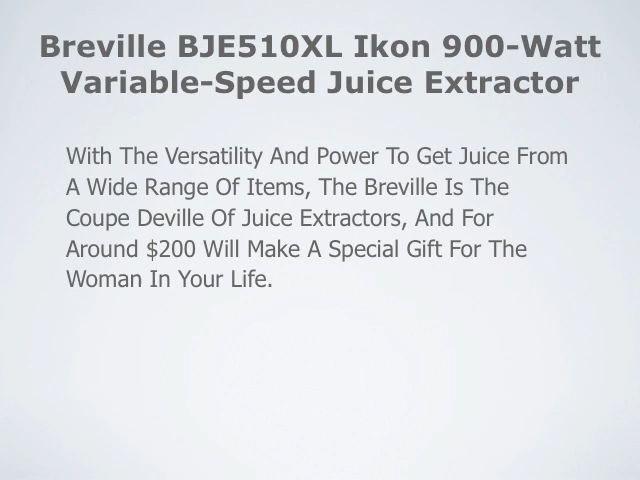 Breville BJE510XL Ikon 900-Watt
Variable-Speed Juice Extractor
With The Versatility And Power To Get Juice From
A Wide Range Of Items, The Breville Is The
Coupe Deville Of Juice Extractors, And For
Around $200 Will Make A Special Gift For The
Woman In Your Life.